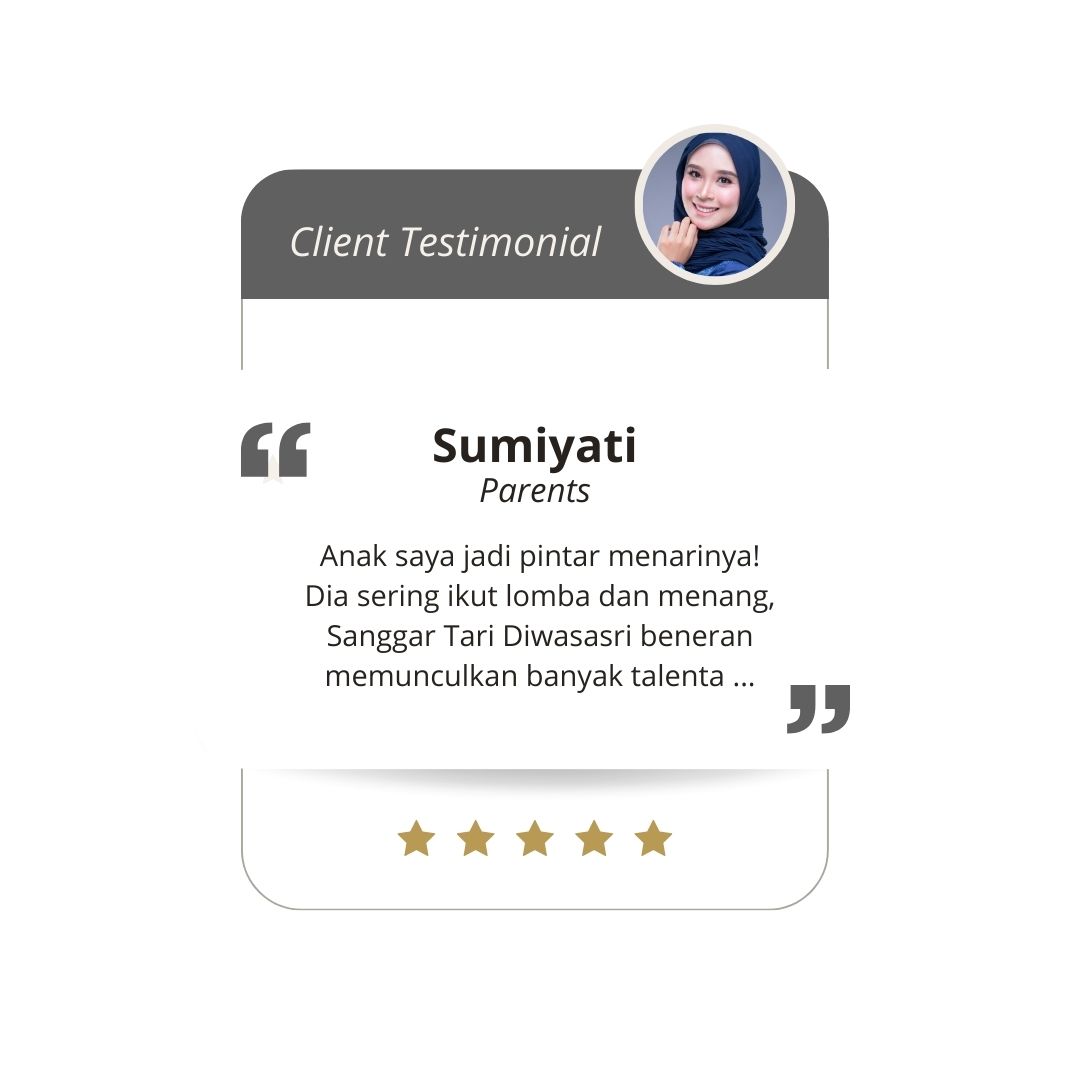 Client Testimonial
Sumiyati
Parents
Anak saya jadi pintar menarinya!
Dia sering ikut lomba dan menang,
Sanggar Tari Diwasasri beneran
memunculkan banyak talenta ...